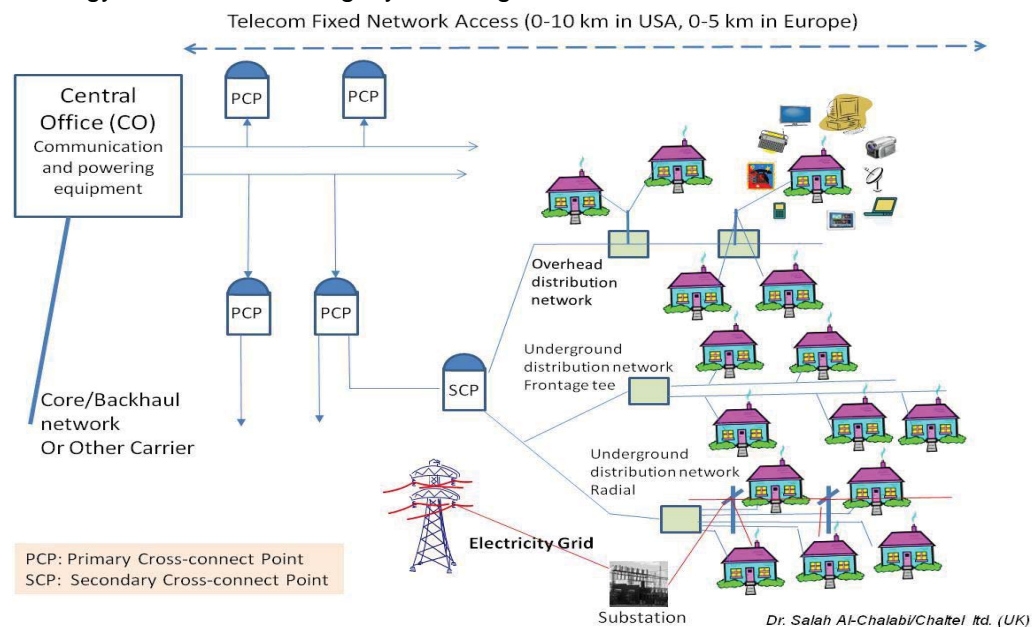 Telecom Fixed Network Access (0-10 km in USA, 0-5 km in Europe)
Central
Office (CO)
Communication
and powering
equipment
PCP
PCP
PCP
PCP
SCP
Overhead
distribution
network
Underground
distribution network
Frontage tee
Underground
distribution network
Radial
Core/Backhaul
network
Or Other Carrier
Electricity Grid
Substation
PCP: Primary Cross-connect Point
SCP: Secondary Cross-connect Point
Dr. Salah Al-Chalabi/Chaltel ltd. (UK)